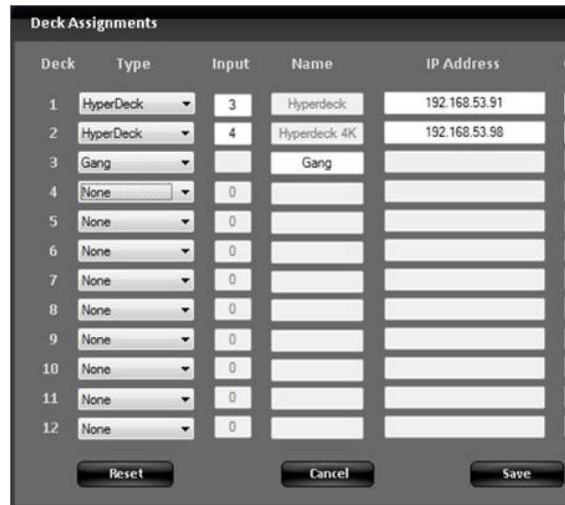 Deck Assignments
Deck Type Input Name IP Address
1 HyperDeck 3 Hyperdeck 192.168.53.91
2 HyperDeck 4 Hyperdeck 4K 192.168.53.98
3 Gang Gang
4 None 0
5 None 0
6 None 0
7 None 0
8 None 0
9 None 0
10 None 0
11 None 0
12 None 0
Reset Cancel Save